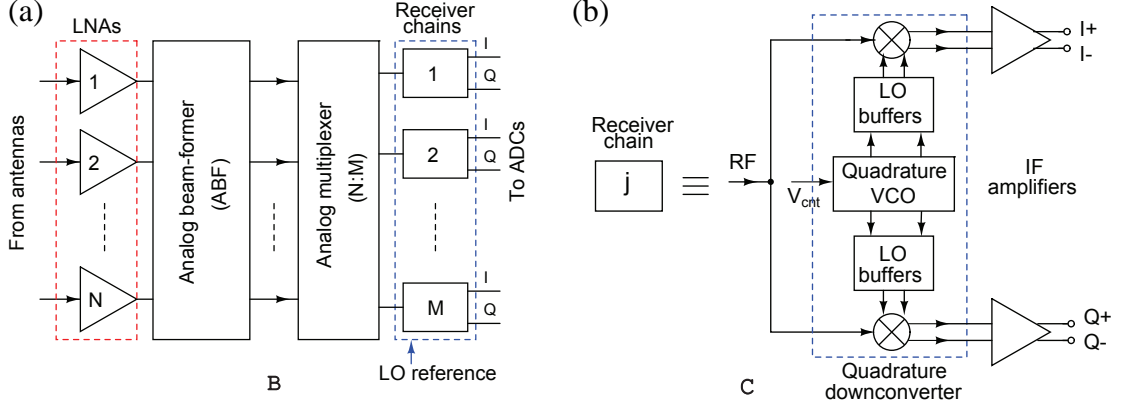 (a)
LNAs
Receiver
chains
From antennas
1
2
N
Analog beam-former
(ABF)
Analog multiplexer
(N:M)
1
I
Q
2
I
Q
M
I
Q
To ADCs
LO reference
B
(b)
Receiver
chain
j
RF
V_cnt
LO
buffers
Quadrature
VCO
LO
buffers
I+
I-
IF
amplifiers
Q+
Q-
Quadrature
downconverter
C